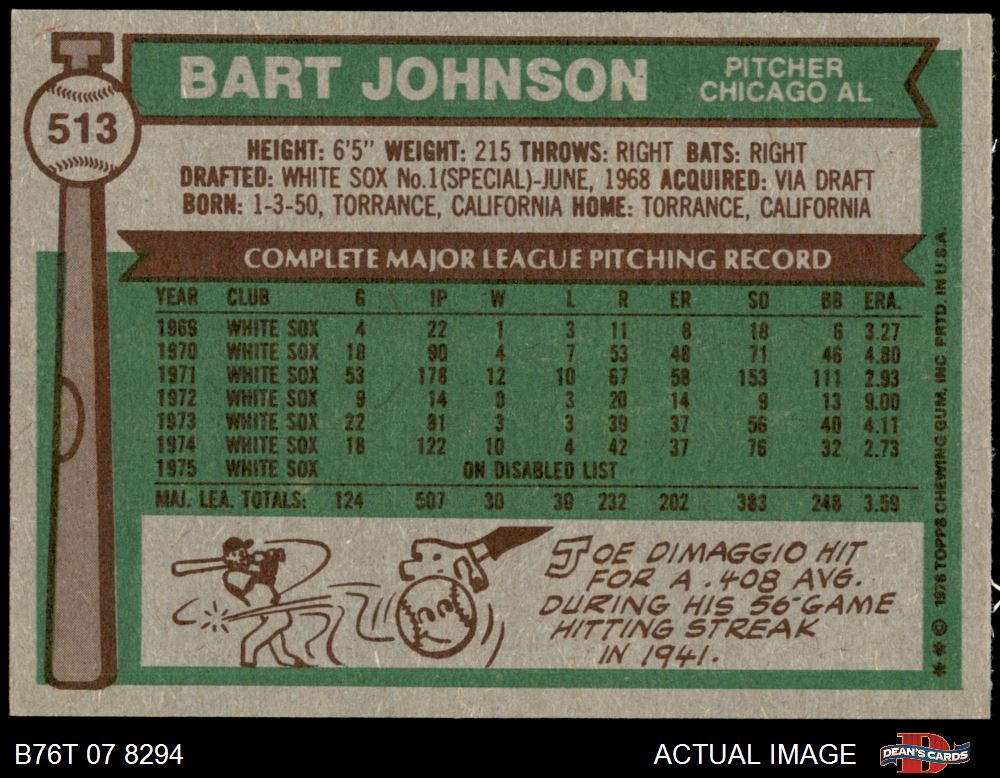 BART JOHNSON
PITCHER
CHICAGO AL
513
HEIGHT: 6'5" WEIGHT: 215 THROWS: RIGHT BATS: RIGHT
DRAFTED: WHITE SOX No.1(SPECIAL)-JUNE, 1968 ACQUIRED: VIA DRAFT
BORN: 1-3-50, TORRANCE, CALIFORNIA HOME: TORRANCE, CALIFORNIA
COMPLETE MAJOR LEAGUE PITCHING RECORD
YEAR CLUB G IP W L R ER SO BB ERA.
1969 WHITE SOX 4 22 1 3 11 8 18 6 3.27
1970 WHITE SOX 18 90 4 7 53 48 71 46 4.80
1971 WHITE SOX 53 178 12 10 67 58 153 111 2.93
1972 WHITE SOX 9 14 0 3 20 14 9 13 9.00
1973 WHITE SOX 22 81 3 3 39 37 56 40 4.11
1974 WHITE SOX 18 122 10 4 42 37 76 32 2.73
1975 WHITE SOX ON DISABLED LIST
MAJ. LEA. TOTALS: 124 507 30 30 232 202 383 248 3.59
JOE DIMAGGIO HIT
FOR A .408 AVG.
DURING HIS 56-GAME
HITTING STREAK
IN 1941.
** © 1976 TOPPS CHEWING GUM, INC. PRTD. IN U.S.A.
B76T 07 8294
ACTUAL IMAGE
D
DEAN'S CARDS